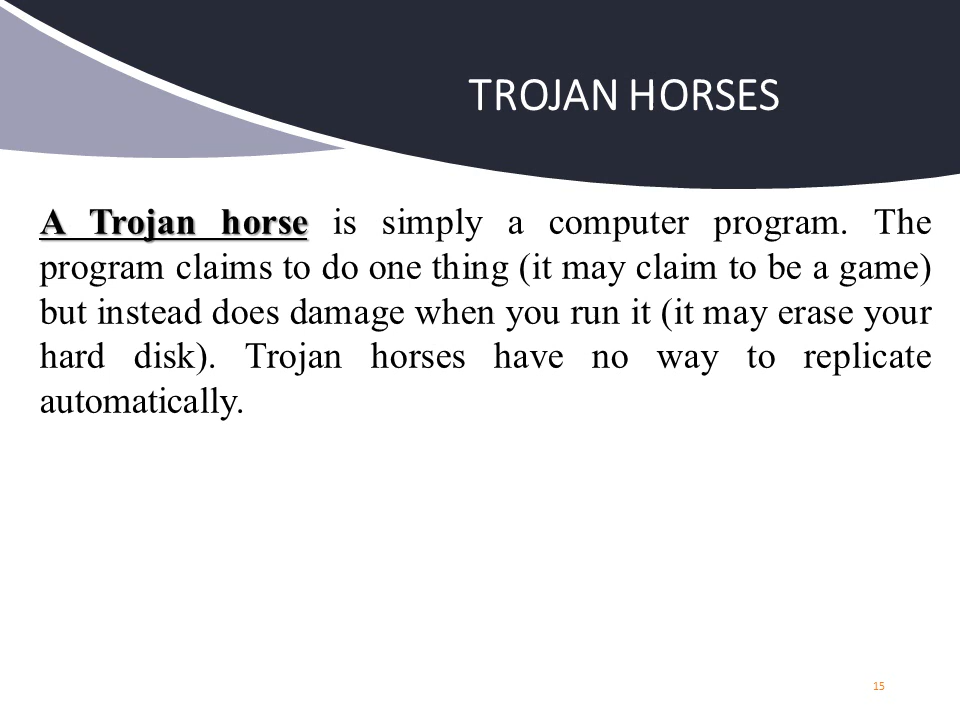 TROJAN HORSES
A Trojan horse is simply a computer program. The
program claims to do one thing (it may claim to be a game)
but instead does damage when you run it (it may erase your
hard disk). Trojan horses have no way to replicate
automatically.
15